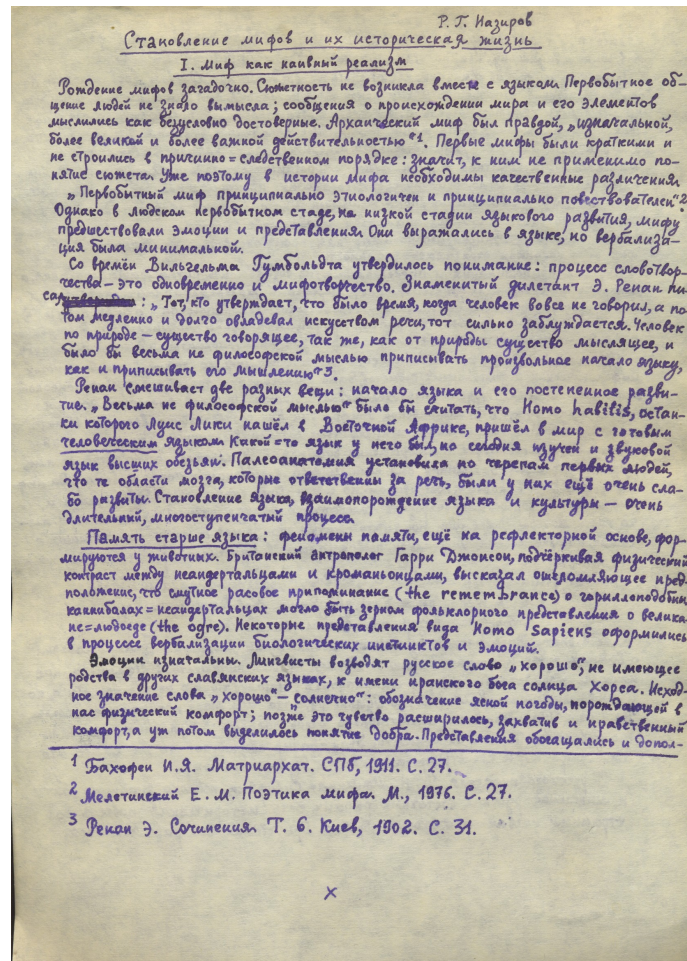 Р. Г. Назиров
Становление мифов и их историческая жизнь
I. Миф как наивный реализм
Рождение мифов загадочно. Сюжетность не возникла вместе с языком. Первобытное об-
щение людей не знало вымысла; сообщения о происхождении мира и его элементов
мыслились как безусловно достоверные. Архаический миф был правдой, „изначальной,
более великой и более важной действительностью“1. Первые мифы были краткими и
не строились в причинно=следственном порядке: значит, к ним не применимо по-
нятие сюжета. Уже поэтому в истории мифа необходимы качественные различения.
„Первобытный миф принципиально этиологичен и принципиально повествователен“2.
Однако в людском первобытном стаде, на низкой стадии языкового развития, мифу
предшествовали эмоции и представления. Они выражались в языке, но вербализа-
ция была минимальной.
Со времён Вильгельма Гумбольдта утвердилось понимание: процесс словотвор-
чества – это одновременно и мифотворчество. Знаменитый дилетант Э. Ренан пи-
сал: „Тот, кто утверждает, что было время, когда человек вовсе не говорил, а по-
том медленно и долго овладевал искусством речи, тот сильно заблуждается. Человек
по природе – существо говорящее, так же, как от природы существо мыслящее, и
было бы весьма не философской мыслью приписывать произвольное начало языку,
как и приписывать его мышлению“3.
Ренан смешивает две разных вещи: начало языка и его постепенное разви-
тие. „Весьма не философской мыслью“ было бы считать, что Homo habilis, остан-
ки которого Луис Лики нашёл в Восточной Африке, пришёл в мир с готовым
человеческим языком. Какой=то язык у него был, но сегодня изучен и звуковой
язык высших обезьян. Палеоанатомия установила по черепам первых людей,
что те области мозга, которые ответственны за речь, были у них ещё очень сла-
бо развиты. Становление языка, взаимопорождение языка и культуры – очень
длительный, многоступенчатый процесс.
Память старше языка: феномены памяти, ещё на рефлекторной основе, фор-
мируются у животных. Британский антрополог Гарри Джонсон, подчёркивая физический
контраст между неандертальцами и кроманьонцами, высказал ошеломляющее пред-
положение, что смутное расовое припоминание (the remembrance) о гориллоподобных
каннибалах=неандертальцах могло быть зерном фольклорного представления о велика-
не=людоеде (the ogre). Некоторые представления вида Homo Sapiens оформились
в процессе вербализации биологических инстинктов и эмоций.
Эмоции изначальны. Лингвисты возводят русское слово „хорошо“, не имеющее
родства в других славянских языках, к имени иранского бога солнца Хорса. Исход-
ное значение слова „хорошо“ – „солнечно“: обозначение ясной погоды, порождающей в
нас физический комфорт; позже это чувство расширилось, захватив и нравственный
комфорт, а уж потом выделилось понятие добра. Представления обогащались и допол-
1 Бахофен И.Я. Матриархат. СПб, 1911. С. 27.
2 Мелетинский Е. М. Поэтика мифа. М., 1976. С. 27.
3 Ренан Э. Сочинения. Т. 6. Киев, 1902. С. 31.
x